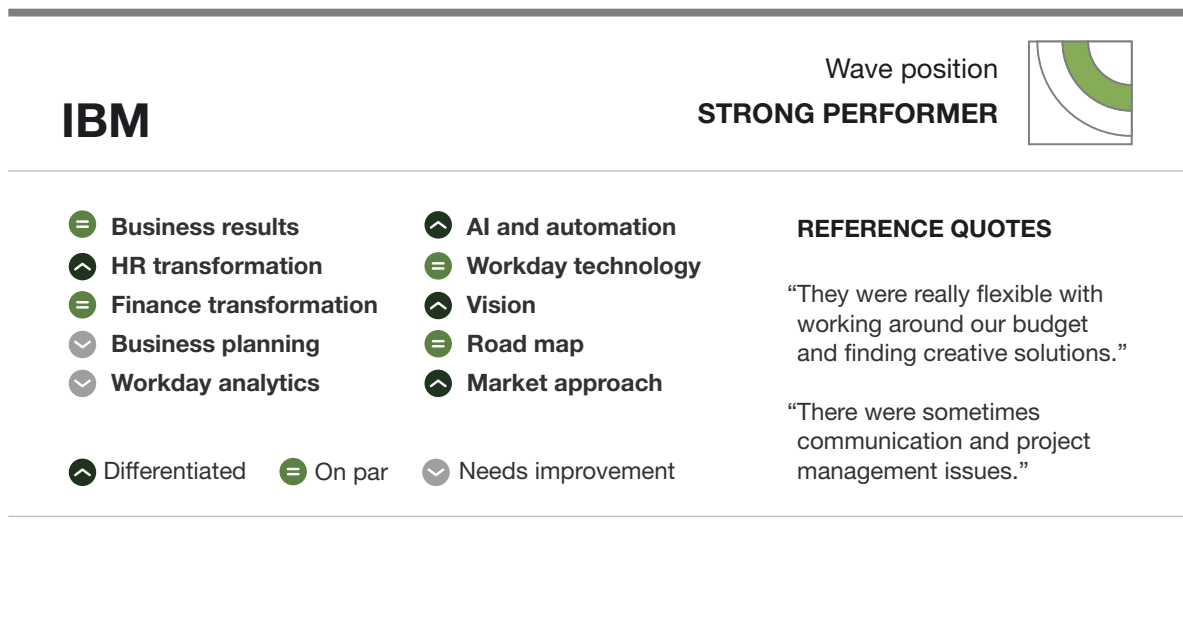 Wave position
IBM
STRONG PERFORMER
Business results
HR transformation
Finance transformation
Business planning
Workday analytics
AI and automation
Workday technology
Vision
Road map
Market approach
Differentiated
On par
Needs improvement
REFERENCE QUOTES
“They were really flexible with
working around our budget
and finding creative solutions.”
“There were sometimes
communication and project
management issues.”